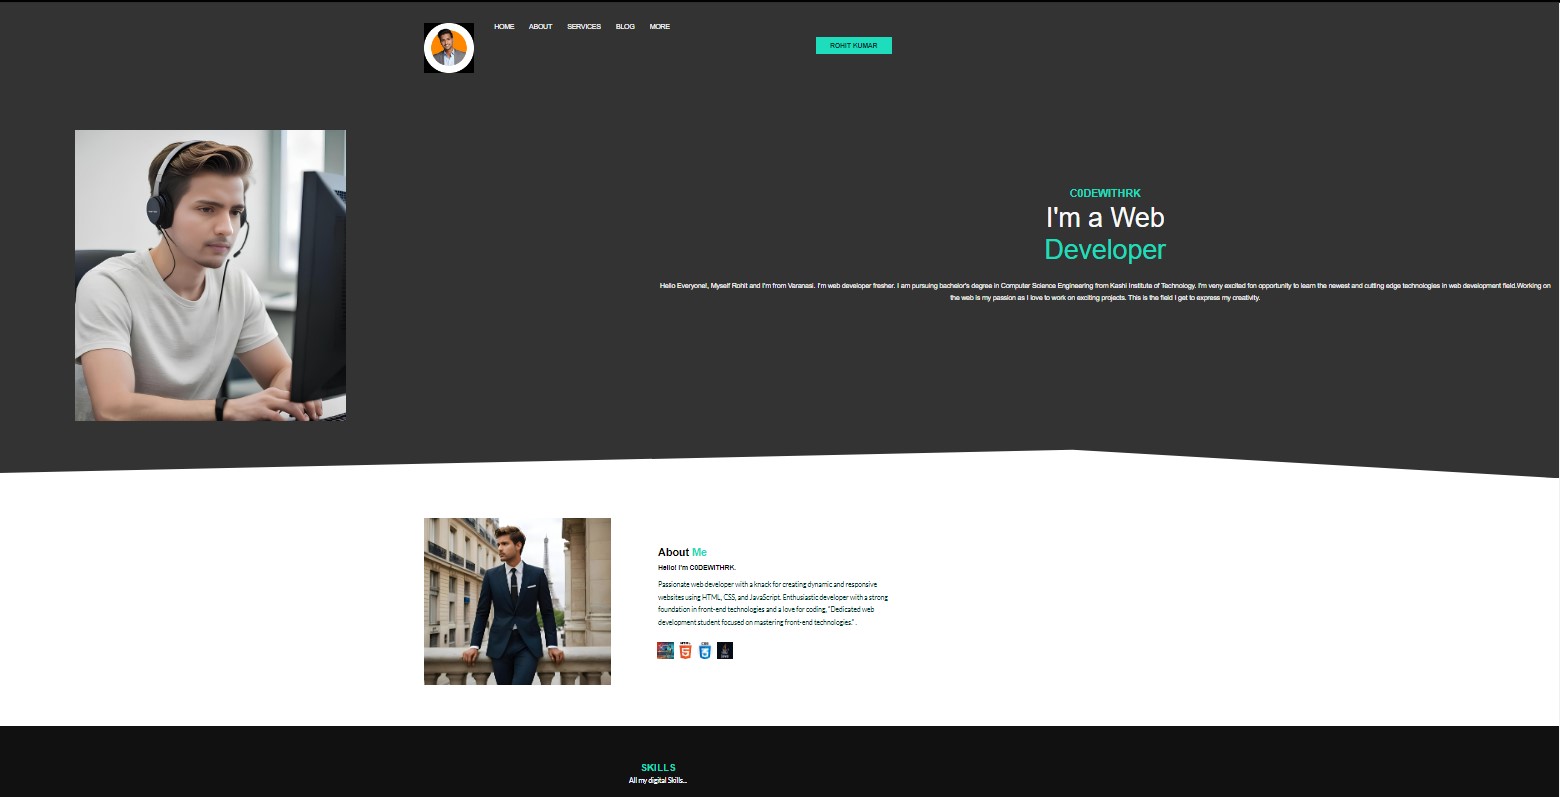 HOME ABOUT SERVICES BLOG MORE
ROHIT KUMAR
C0DEWITHRK
I'm a Web
Developer
Hello Everyone!, Myself Rohit and I'm from Varanasi. I'm web developer fresher. I am pursuing bachelor's degree in Computer Science Engineering from Kashi Institute of Technology. I'm very excited fon opportunity to learn the newest and cutting edge technologies in web development field.Working on
the web is my passion as I love to work on exciting projects. This is the field I get to express my creativity.
About Me
Hello! I'm C0DEWITHRK.
Passionate web developer with a knack for creating dynamic and responsive
websites using HTML, CSS, and JavaScript. Enthusiastic developer with a strong
foundation in front-end technologies and a love for coding, "Dedicated web
development student focused on mastering front-end technologies." .
SKILLS
All my digital Skills...